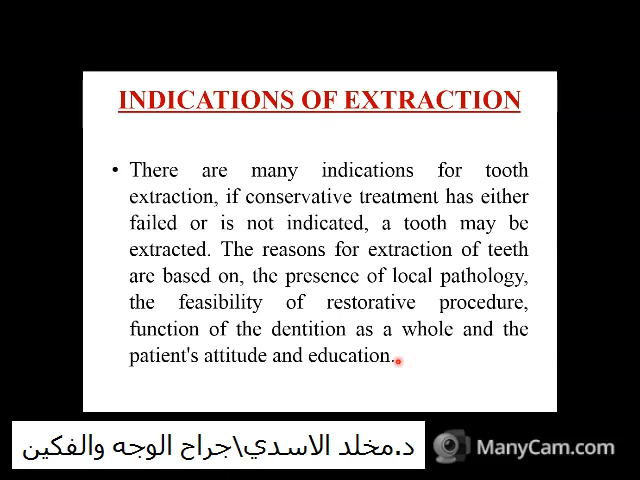 INDICATIONS OF EXTRACTION
• There are many indications for tooth
extraction, if conservative treatment has either
failed or is not indicated, a tooth may be
extracted. The reasons for extraction of teeth
are based on, the presence of local pathology,
the feasibility of restorative procedure,
function of the dentition as a whole and the
patient's attitude and education.
د.مخلد الاسدي\جراح الوجه والفكين
ManyCam.com